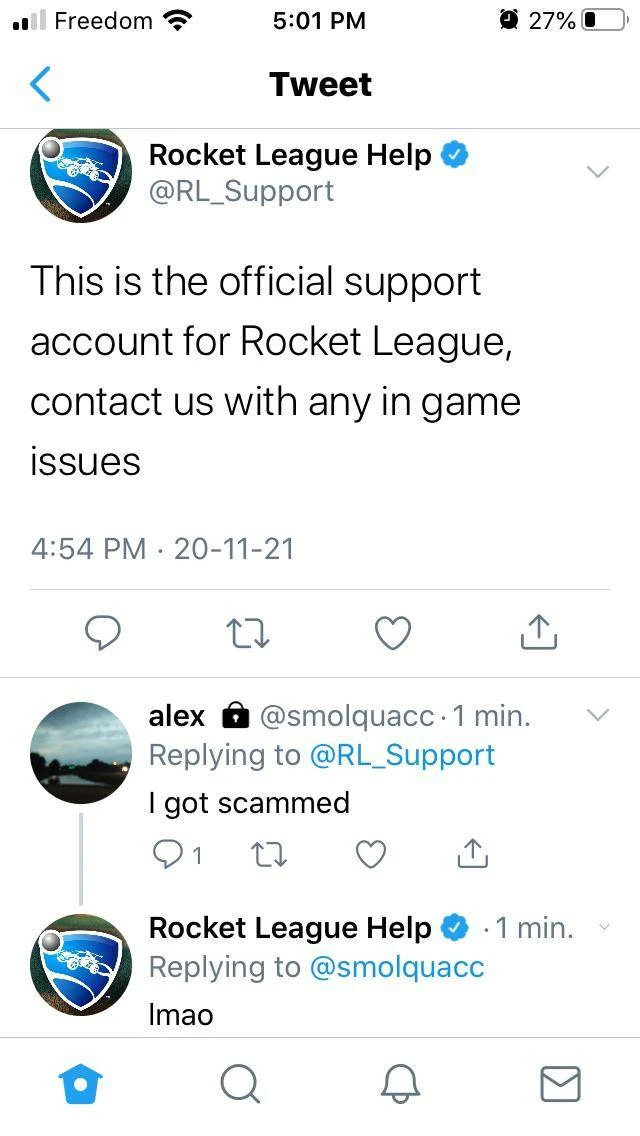 Freedom 5:01 PM 27%
Tweet
Rocket League Help
@RL_Support
This is the official support
account for Rocket League,
contact us with any in game
issues
4:54 PM · 20-11-21
alex @smolquacc · 1 min.
Replying to @RL_Support
I got scammed
1
Rocket League Help · 1 min.
Replying to @smolquacc
lmao